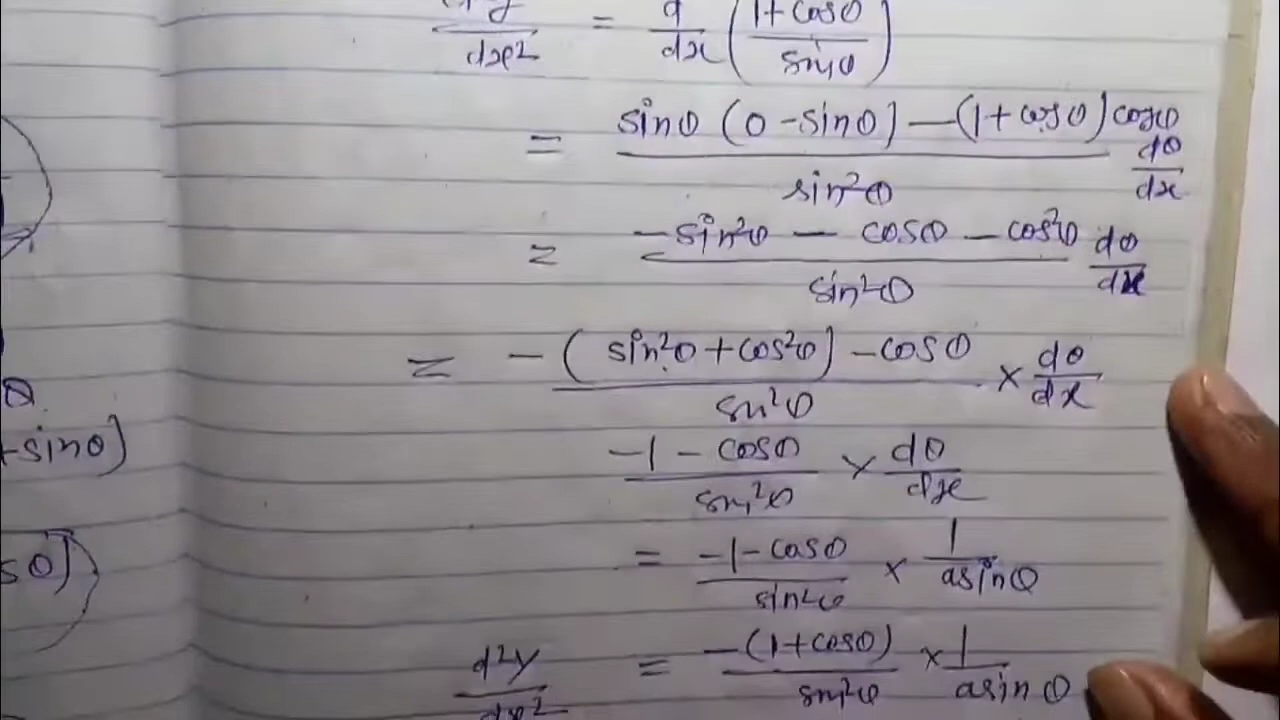 d²y/dx² = d/dx (1+cosθ / sinθ)
= sinθ (0-sinθ) - (1+cosθ) cosθ / sin²θ dθ/dx
= -sin²θ - cosθ - cos²θ / sin²θ dθ/dx
= -(sin²θ+cos²θ) - cosθ / sin²θ × dθ/dx
θ
+sinθ)
-1 - cosθ / sin²θ × dθ/dx
= -1-cosθ / sin²θ × 1/asinθ
sθ)
d²y/dx² = -(1+cosθ) / sin²θ × 1/asinθ